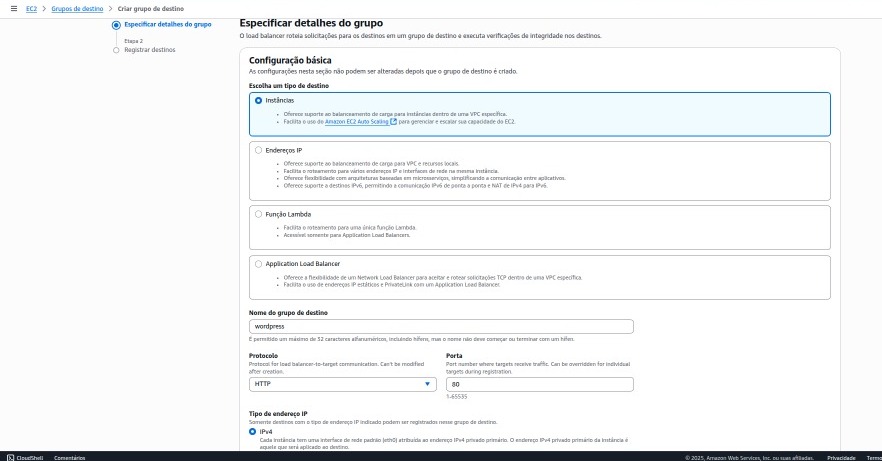 EC2 > Grupos de destino > Criar grupo de destino
Especificar detalhes do grupo
Etapa 2
Registrar destinos
Especificar detalhes do grupo
O load balancer roteia solicitações para os destinos em um grupo de destino e executa verificações de integridade nos destinos.
Configuração básica
As configurações nesta seção não podem ser alteradas depois que o grupo de destino é criado.
Escolha um tipo de destino
Instâncias
• Oferece suporte ao balanceamento de carga para instâncias dentro de uma VPC específica.
• Facilita o uso do Amazon EC2 Auto Scaling para gerenciar e escalar sua capacidade do EC2.
Endereços IP
• Oferece suporte ao balanceamento de carga para VPC e recursos locais.
• Facilita o roteamento para vários endereços IP e interfaces de rede na mesma instância.
• Oferece flexibilidade com arquiteturas baseadas em microsserviços, simplificando a comunicação entre aplicativos.
• Oferece suporte a destinos IPv6, permitindo a comunicação IPv6 de ponta a ponta e NAT de IPv4 para IPv6.
Função Lambda
• Facilita o roteamento para uma única função Lambda.
• Acessível somente para Application Load Balancers.
Application Load Balancer
• Oferece a flexibilidade de um Network Load Balancer para aceitar e rotear solicitações TCP dentro de uma VPC específica.
• Facilita o uso de endereços IP estáticos e PrivateLink com um Application Load Balancer.
Nome do grupo de destino
wordpress
É permitido um máximo de 32 caracteres alfanuméricos, incluindo hifens, mas o nome não deve começar ou terminar com um hífen.
Protocolo
Protocol for load balancer-to-target communication. Can't be modified
after creation.
HTTP
Porta
Port number where targets receive traffic. Can be overridden for individual
targets during registration.
80
1-65535
Tipo de endereço IP
Somente destinos com o tipo de endereço IP indicado podem ser registrados nesse grupo de destino.
IPv4
Cada instância tem uma interface de rede padrão (eth0) atribuída ao endereço IPv4 privado primário. O endereço IPv4 privado primário da instância é
aquele que será aplicado ao destino.
CloudShell Comentários © 2025, Amazon Web Services, Inc. ou suas afiliadas. Privacidade Termo